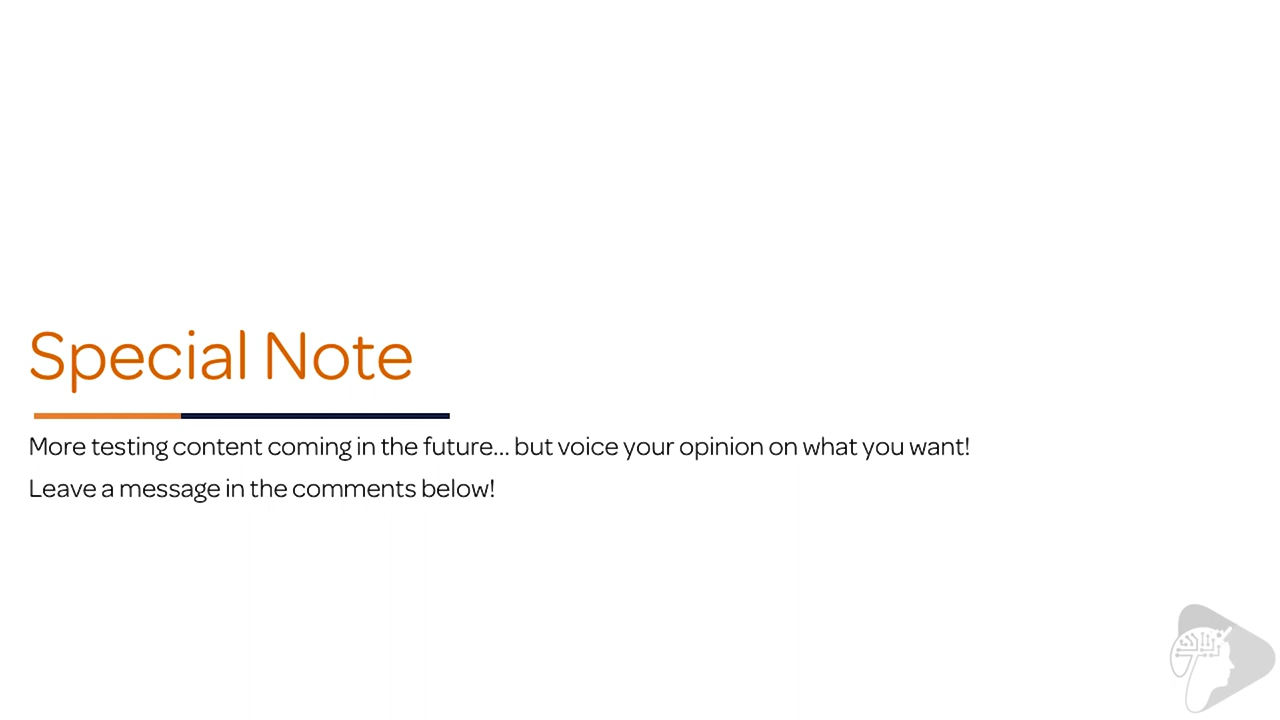 Special Note
More testing content coming in the future... but voice your opinion on what you want!
Leave a message in the comments below!